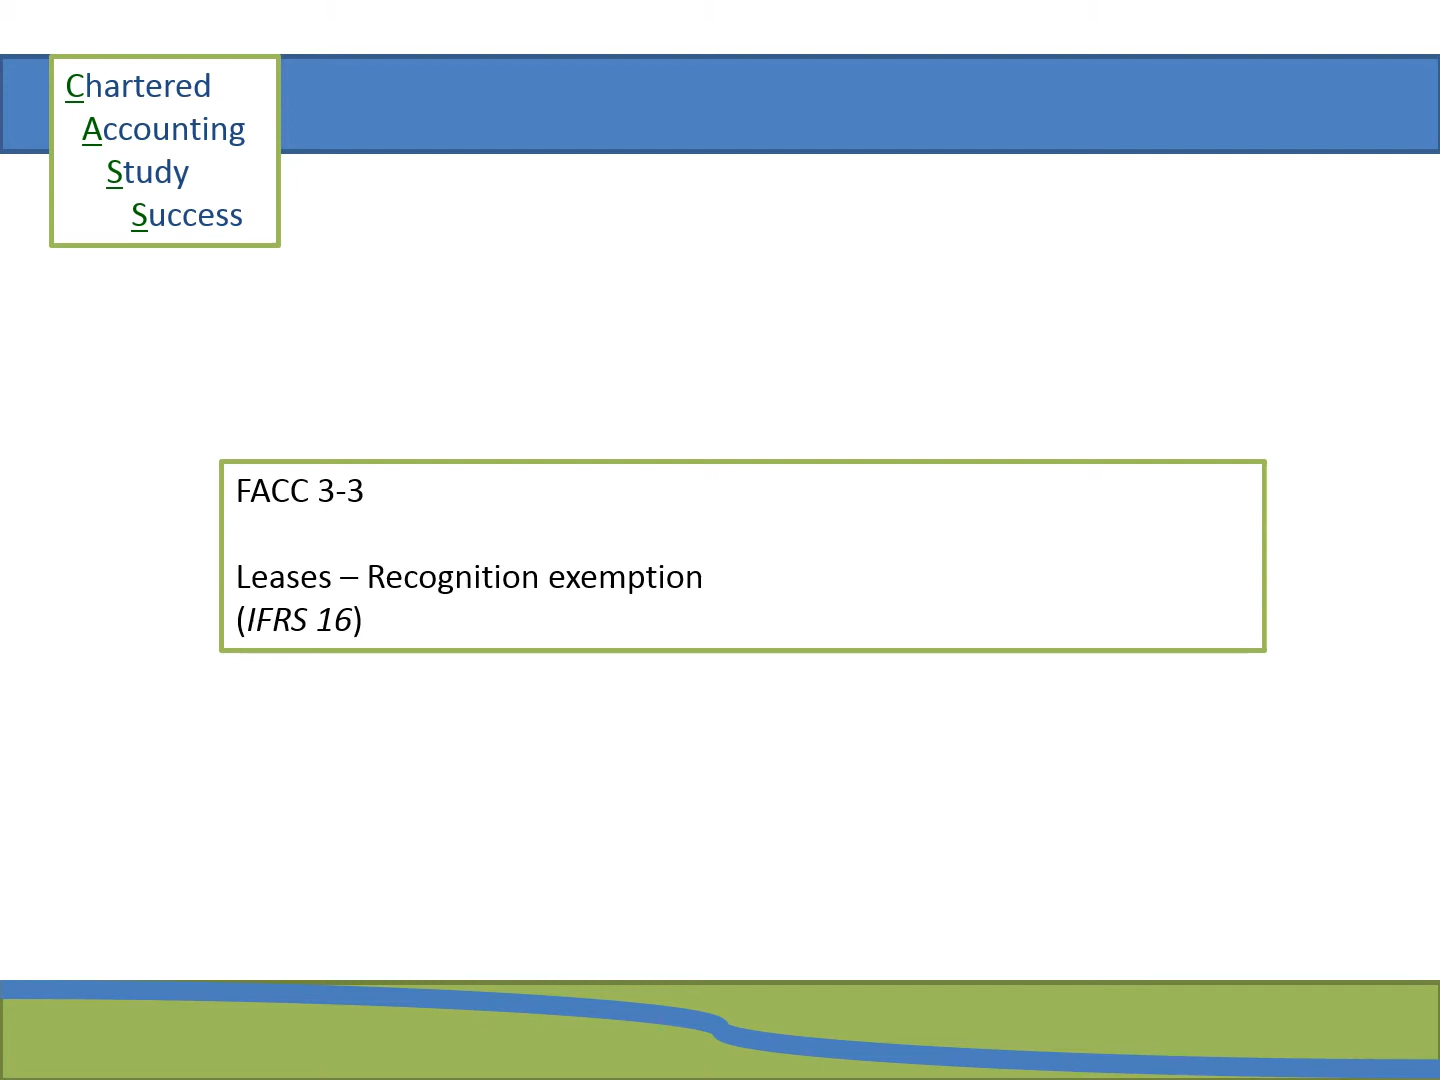 Chartered
Accounting
Study
Success
FACC 3-3
Leases – Recognition exemption
(IFRS 16)